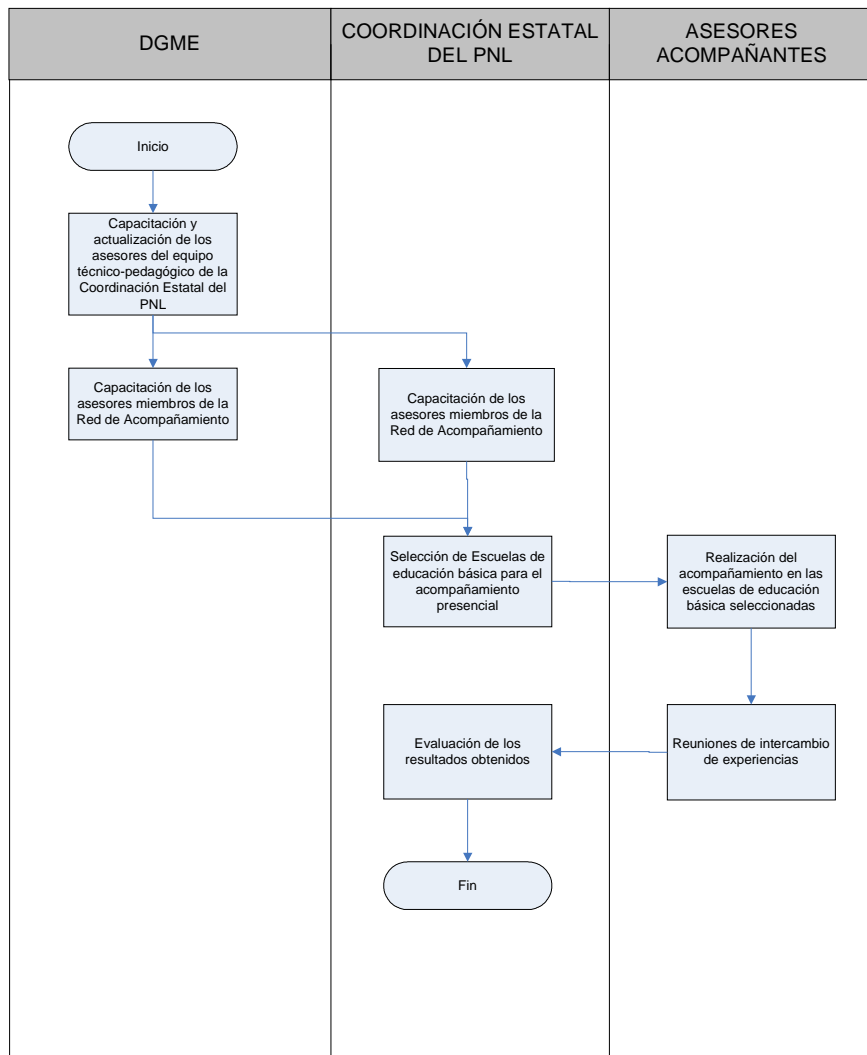 DGME
COORDINACIÓN ESTATAL
DEL PNL
ASESORES
ACOMPAÑANTES
Inicio
Capacitación y
actualización de los
asesores del equipo
técnico-pedagógico de la
Coordinación Estatal del
PNL
Capacitación de los
asesores miembros de la
Red de Acompañamiento
Capacitación de los
asesores miembros de la
Red de Acompañamiento
Selección de Escuelas de
educación básica para el
acompañamiento
presencial
Realización del
acompañamiento en las
escuelas de educación
básica seleccionadas
Reuniones de intercambio
de experiencias
Evaluación de los
resultados obtenidos
Fin